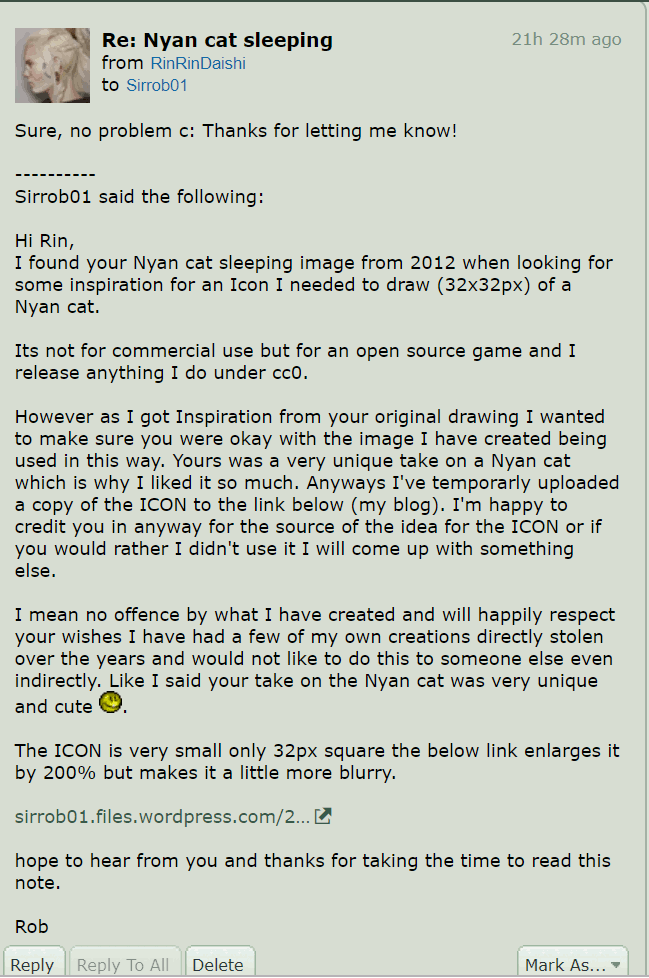 Re: Nyan cat sleeping
21h 28m ago
from RinRinDaishi
to Sirrob01
Sure, no problem c: Thanks for letting me know!
----------
Sirrob01 said the following:
Hi Rin,
I found your Nyan cat sleeping image from 2012 when looking for
some inspiration for an Icon I needed to draw (32x32px) of a
Nyan cat.
Its not for commercial use but for an open source game and I
release anything I do under cc0.
However as I got Inspiration from your original drawing I wanted
to make sure you were okay with the image I have created being
used in this way. Yours was a very unique take on a Nyan cat
which is why I liked it so much. Anyways I've temporarly uploaded
a copy of the ICON to the link below (my blog). I'm happy to
credit you in anyway for the source of the idea for the ICON or if
you would rather I didn't use it I will come up with something
else.
I mean no offence by what I have created and will happily respect
your wishes I have had a few of my own creations directly stolen
over the years and would not like to do this to someone else even
indirectly. Like I said your take on the Nyan cat was very unique
and cute .
The ICON is very small only 32px square the below link enlarges it
by 200% but makes it a little more blurry.
sirrob01.files.wordpress.com/2...
hope to hear from you and thanks for taking the time to read this
note.
Rob
Reply
Reply To All
Delete
Mark As...